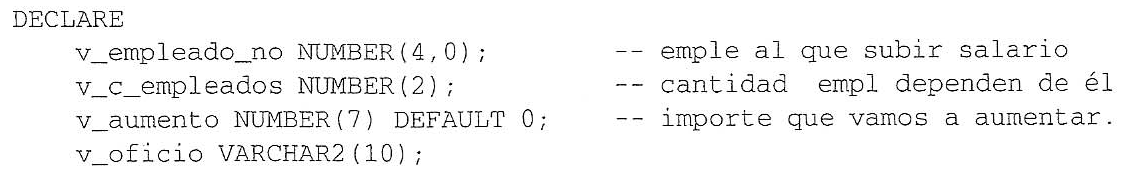 DECLARE
v_empleado_no NUMBER(4,0); -- emple al que subir salario
v_c_empleados NUMBER(2); -- cantidad empl dependen de él
v_aumento NUMBER(7) DEFAULT 0; -- importe que vamos a aumentar.
v_oficio VARCHAR2(10);